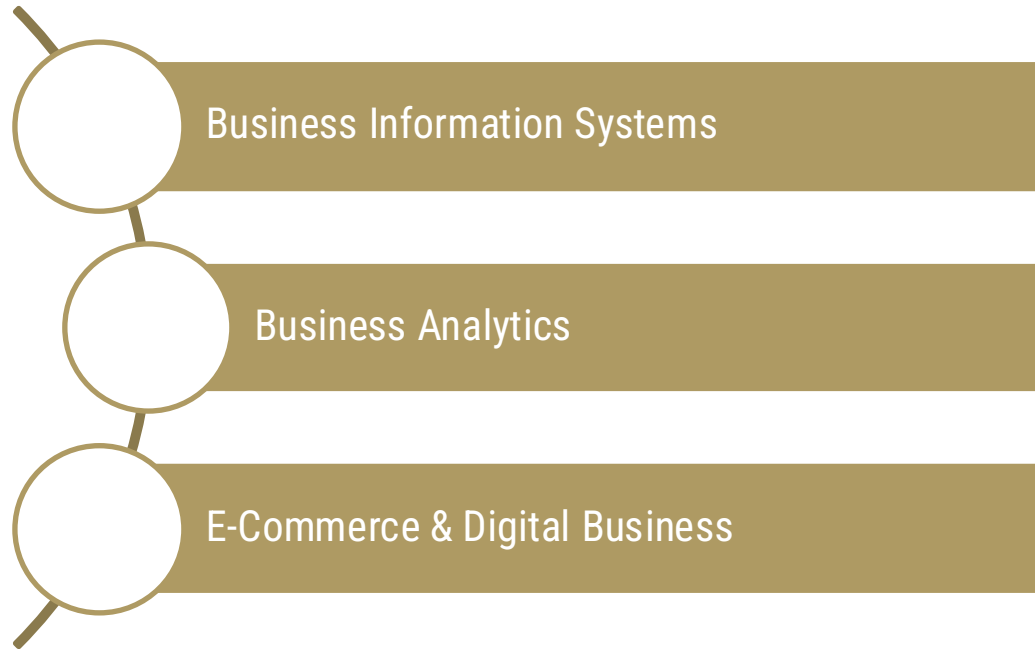 Business Information Systems
Business Analytics
E-Commerce & Digital Business